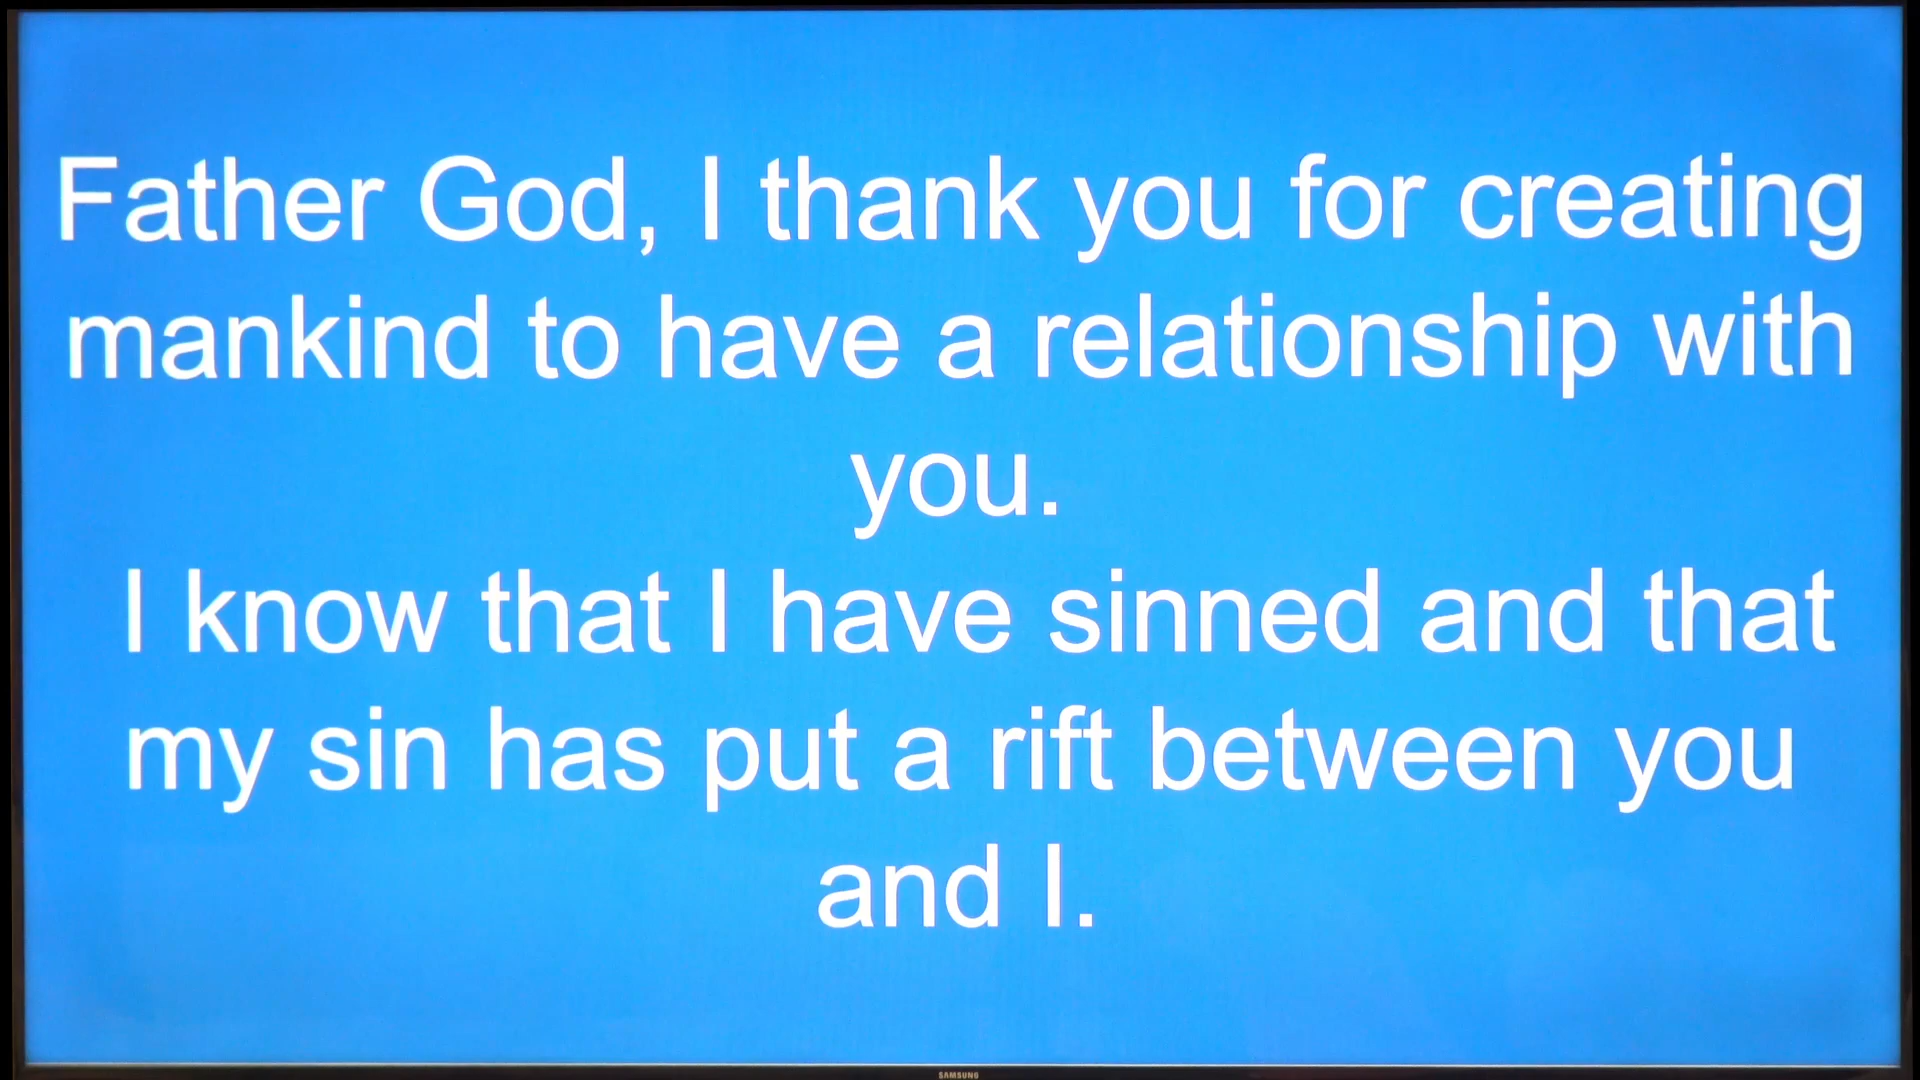 Father God, I thank you for creating
mankind to have a relationship with
you.
I know that I have sinned and that
my sin has put a rift between you
and I.
SAMSUNG